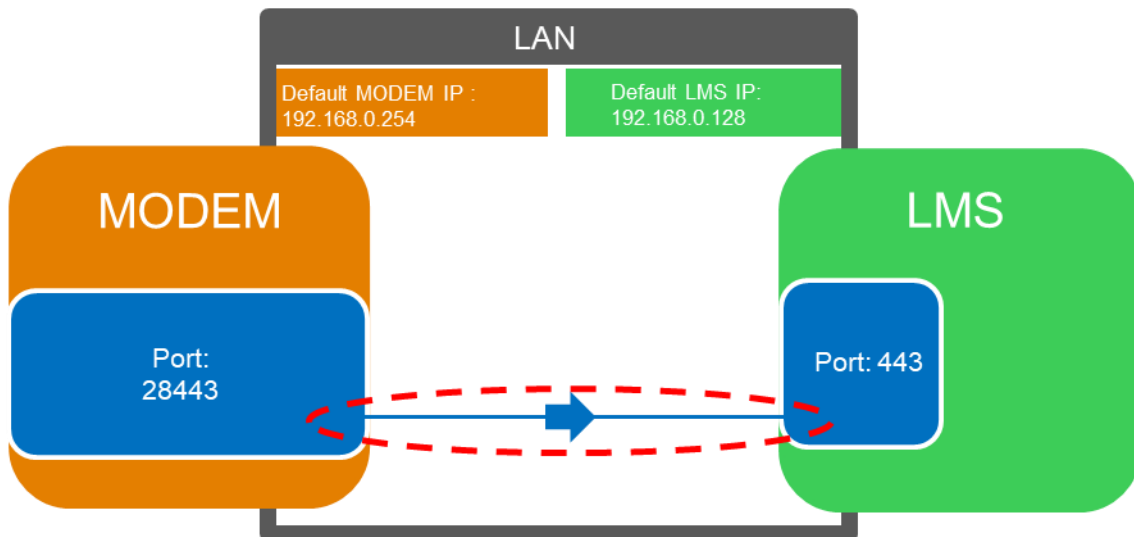 LAN
Default MODEM IP :
192.168.0.254
Default LMS IP:
192.168.0.128
MODEM
LMS
Port:
28443
Port: 443